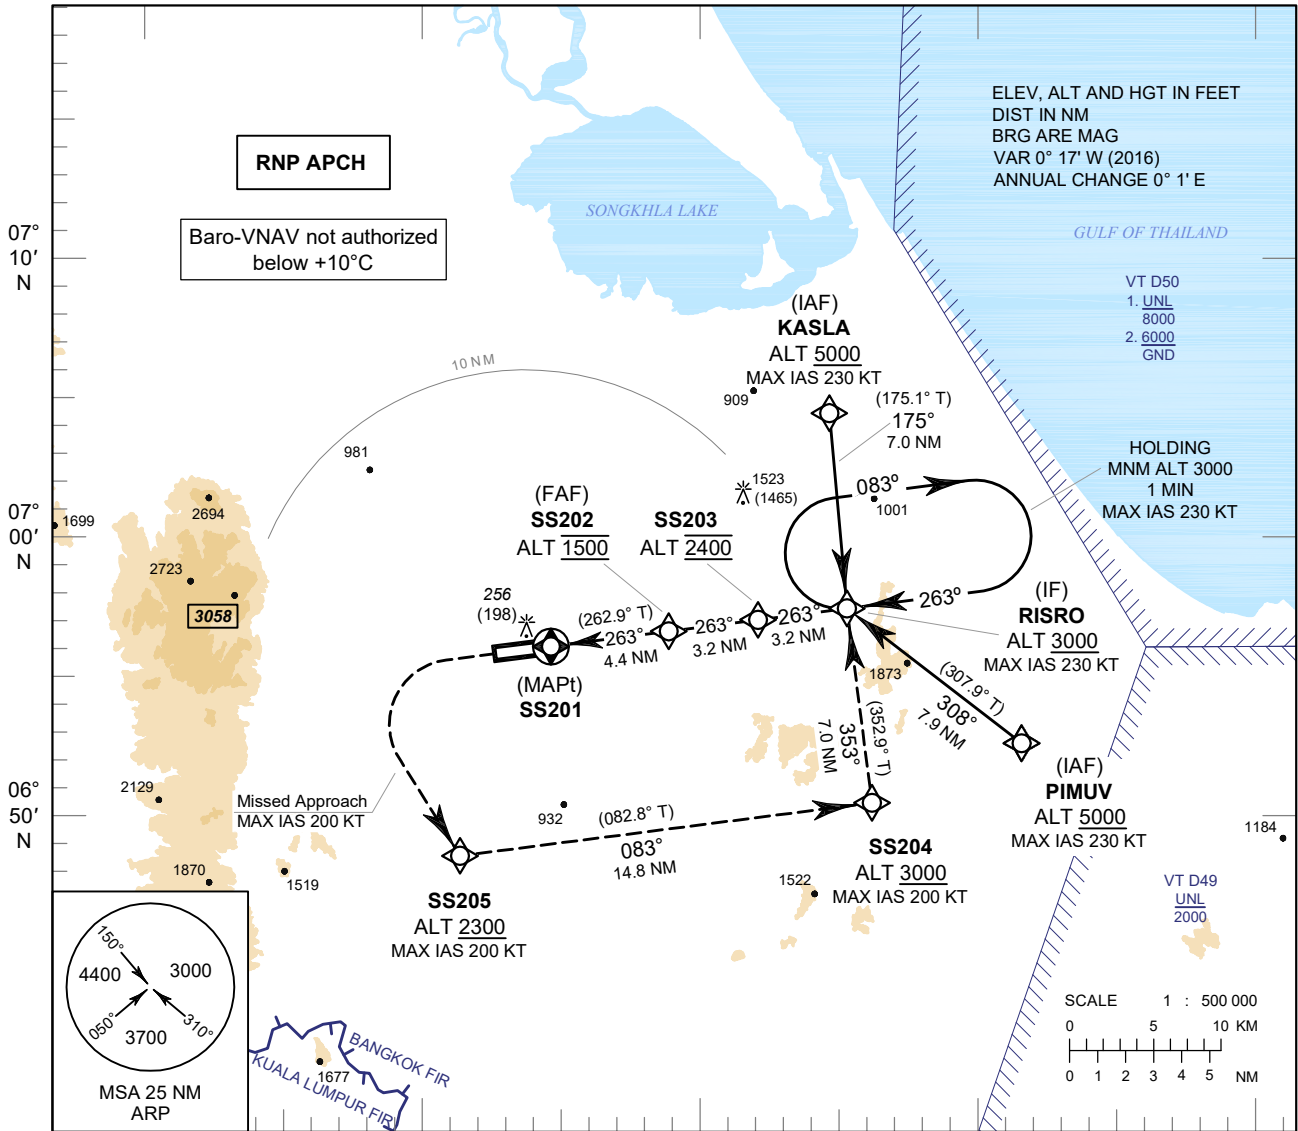 ELEV, ALT AND HGT IN FEET
DIST IN NM
BRG ARE MAG
VAR 0° 17' W (2016)
ANNUAL CHANGE 0° 1' E
RNP APCH
Baro-VNAV not authorized
below +10°C
SONGKHLA LAKE
GULF OF THAILAND
07°
10'
N
VT D50
1. UNL
8000
2. 6000
GND
(IAF)
KASLA
ALT 5000
MAX IAS 230 KT
10 NM
909
(175.1° T)
175°
7.0 NM
HOLDING
MNM ALT 3000
1 MIN
MAX IAS 230 KT
981
1523
(1465)
083°
1001
(FAF)
SS202
ALT 1500
SS203
ALT 2400
07°
00'
N
1699
2694
2723
3058
256
(198)
(262.9° T)
263°
4.4 NM
263°
3.2 NM
263°
3.2 NM
263°
(IF)
RISRO
ALT 3000
MAX IAS 230 KT
(MAPt)
SS201
1873
(307.9° T)
308°
7.9 NM
(352.9° T)
353°
7.0 NM
(IAF)
PIMUV
ALT 5000
MAX IAS 230 KT
06°
50'
N
2129
Missed Approach
MAX IAS 200 KT
932
(082.8° T)
083°
14.8 NM
SS204
ALT 3000
MAX IAS 200 KT
1184
1870
1519
1522
SS205
ALT 2300
MAX IAS 200 KT
VT D49
UNL
2000
150°
4400
3000
050°
310°
3700
MSA 25 NM
ARP
BANGKOK FIR
KUALA LUMPUR FIR
1677
SCALE 1 : 500 000
0 5 10 KM
0 1 2 3 4 5 NM